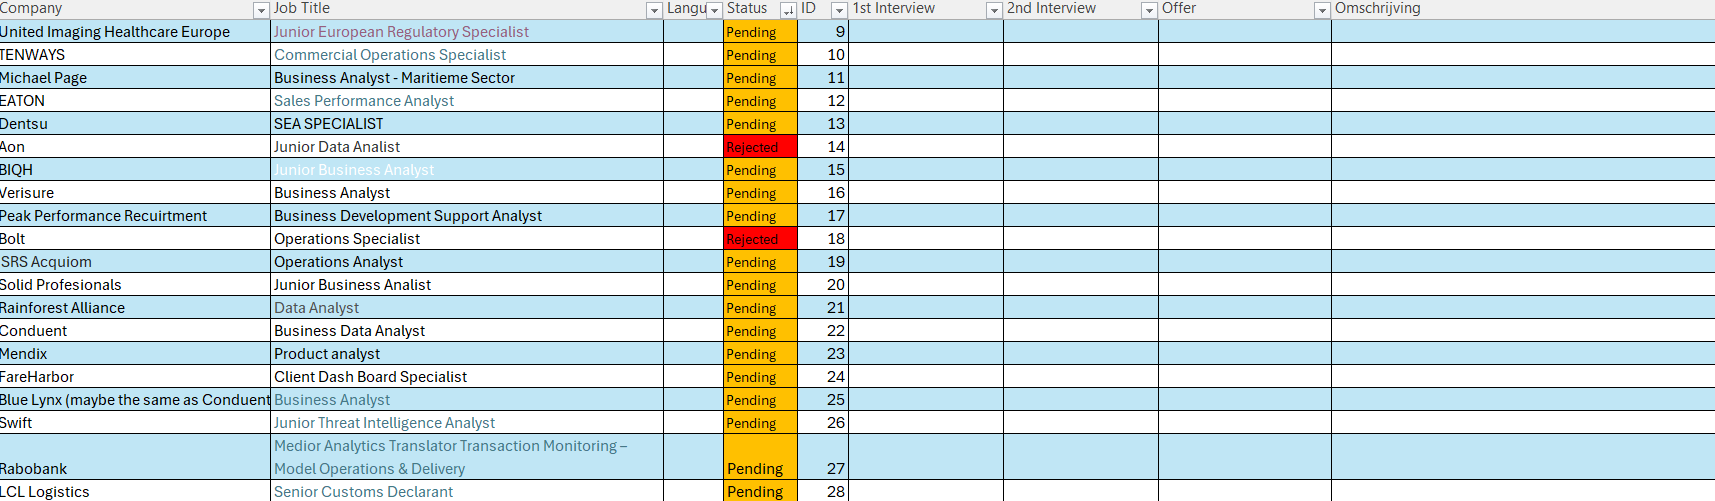 Company Job Title Langu Status ID 1st Interview 2nd Interview Offer Omschrijving
United Imaging Healthcare Europe Junior European Regulatory Specialist Pending 9
TENWAYS Commercial Operations Specialist Pending 10
Michael Page Business Analyst - Maritieme Sector Pending 11
EATON Sales Performance Analyst Pending 12
Dentsu SEA SPECIALIST Pending 13
Aon Junior Data Analist Rejected 14
BIQH Junior Business Analyst Pending 15
Verisure Business Analyst Pending 16
Peak Performance Recuirtment Business Development Support Analyst Pending 17
Bolt Operations Specialist Rejected 18
SRS Acquiom Operations Analyst Pending 19
Solid Profesionals Junior Business Analist Pending 20
Rainforest Alliance Data Analyst Pending 21
Conduent Business Data Analyst Pending 22
Mendix Product analyst Pending 23
FareHarbor Client Dash Board Specialist Pending 24
Blue Lynx (maybe the same as Conduent Business Analyst Pending 25
Swift Junior Threat Intelligence Analyst Pending 26
Medior Analytics Translator Transaction Monitoring –
Rabobank Model Operations & Delivery Pending 27
LCL Logistics Senior Customs Declarant Pending 28